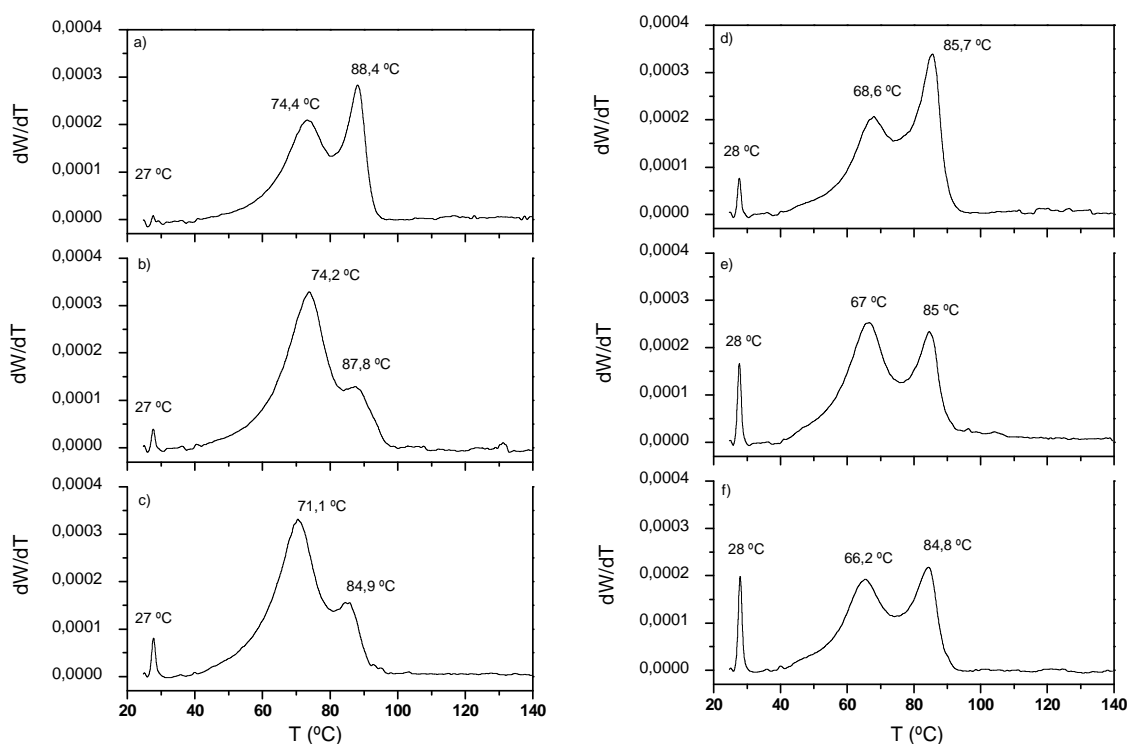 a)
0,0004
0,0003
0,0002
0,0001
0,0000
dW/dT
27 ºC
74,4 ºC
88,4 ºC
b)
0,0004
0,0003
0,0002
0,0001
0,0000
dW/dT
27 ºC
74,2 ºC
87,8 ºC
c)
0,0004
0,0003
0,0002
0,0001
0,0000
dW/dT
27 ºC
71,1 ºC
84,9 ºC
20 40 60 80 100 120 140
T (ºC)
d)
0,0004
0,0003
0,0002
0,0001
0,0000
dW/dT
28 ºC
68,6 ºC
85,7 ºC
e)
0,0004
0,0003
0,0002
0,0001
0,0000
dW/dT
28 ºC
67 ºC
85 ºC
f)
0,0004
0,0003
0,0002
0,0001
0,0000
dW/dT
28 ºC
66,2 ºC
84,8 ºC
20 40 60 80 100 120 140
T (ºC)